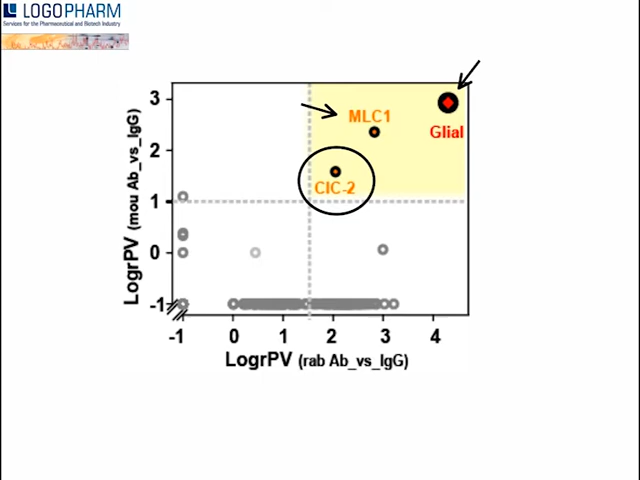 LOGOPHARM
Services for the Pharmaceutical and Biotech Industry
3
2
1
0
-1
LogrPV (mou Ab_vs_IgG)
MLC1
Glial
ClC-2
-1 0 1 2 3 4
LogrPV (rab Ab_vs_IgG)